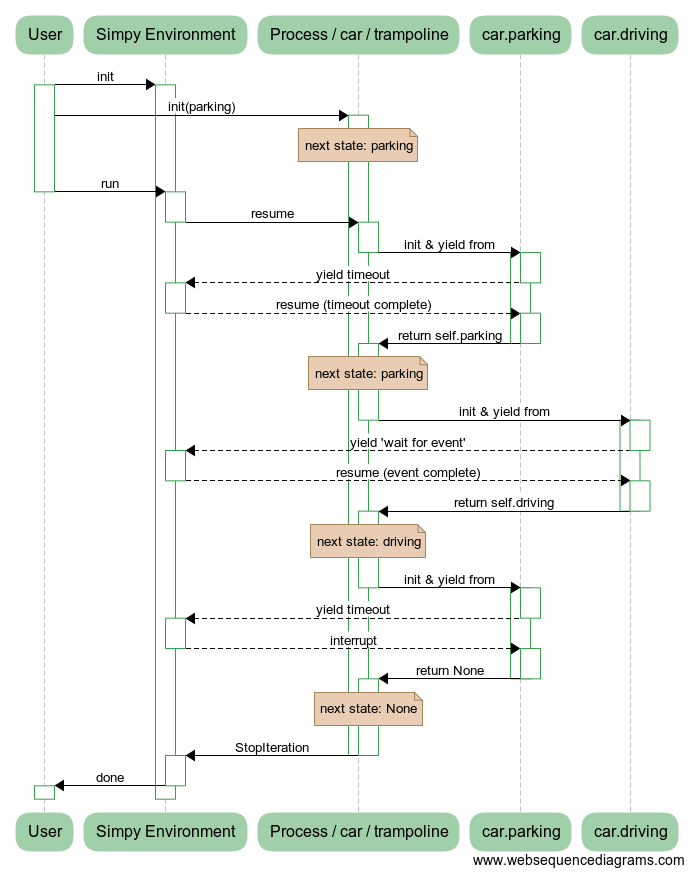 User
Simpy Environment
Process / car / trampoline
car.parking
car.driving
init
init(parking)
next state: parking
run
resume
init & yield from
yield timeout
resume (timeout complete)
return self.parking
next state: parking
init & yield from
yield 'wait for event'
resume (event complete)
return self.driving
next state: driving
init & yield from
yield timeout
interrupt
return None
next state: None
StopIteration
done
User
Simpy Environment
Process / car / trampoline
car.parking
car.driving
www.websequencediagrams.com